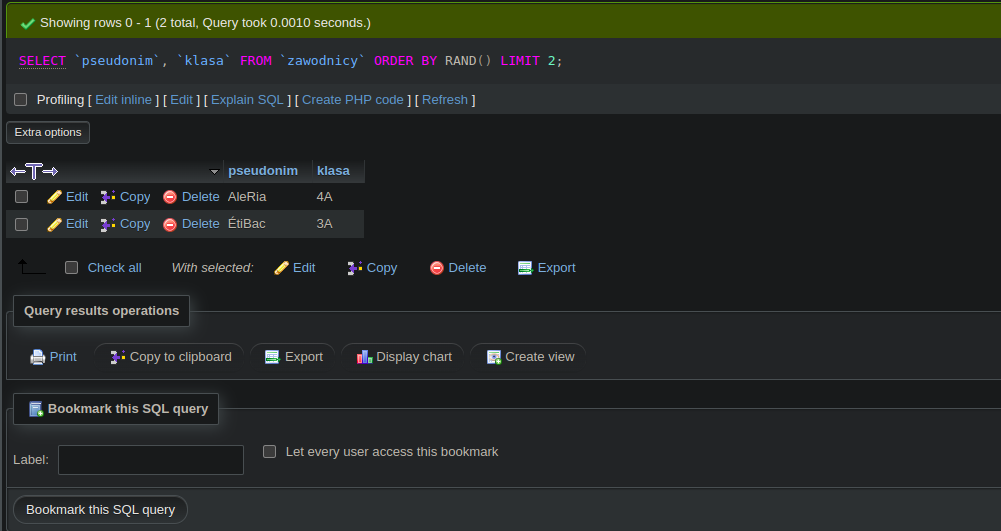 Showing rows 0 - 1 (2 total, Query took 0.0010 seconds.)
SELECT `pseudonim`, `klasa` FROM `zawodnicy` ORDER BY RAND() LIMIT 2;
Profiling [ Edit inline ] [ Edit ] [ Explain SQL ] [ Create PHP code ] [ Refresh ]
Extra options
pseudonim klasa
Edit Copy Delete AleRia 4A
Edit Copy Delete ÉtiBac 3A
Check all With selected: Edit Copy Delete Export
Query results operations
Print Copy to clipboard Export Display chart Create view
Bookmark this SQL query
Label: Let every user access this bookmark
Bookmark this SQL query